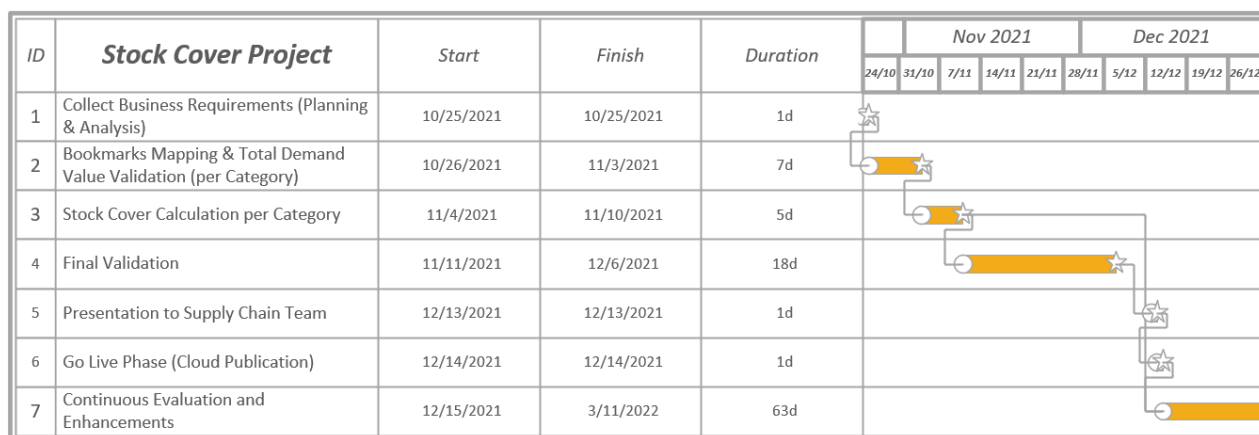 ID Stock Cover Project Start Finish Duration Nov 2021 Dec 2021
24/10 31/10 7/11 14/11 21/11 28/11 5/12 12/12 19/12 26/12
1 Collect Business Requirements (Planning
& Analysis) 10/25/2021 10/25/2021 1d
2 Bookmarks Mapping & Total Demand
Value Validation (per Category) 10/26/2021 11/3/2021 7d
3 Stock Cover Calculation per Category 11/4/2021 11/10/2021 5d
4 Final Validation 11/11/2021 12/6/2021 18d
5 Presentation to Supply Chain Team 12/13/2021 12/13/2021 1d
6 Go Live Phase (Cloud Publication) 12/14/2021 12/14/2021 1d
7 Continuous Evaluation and
Enhancements 12/15/2021 3/11/2022 63d